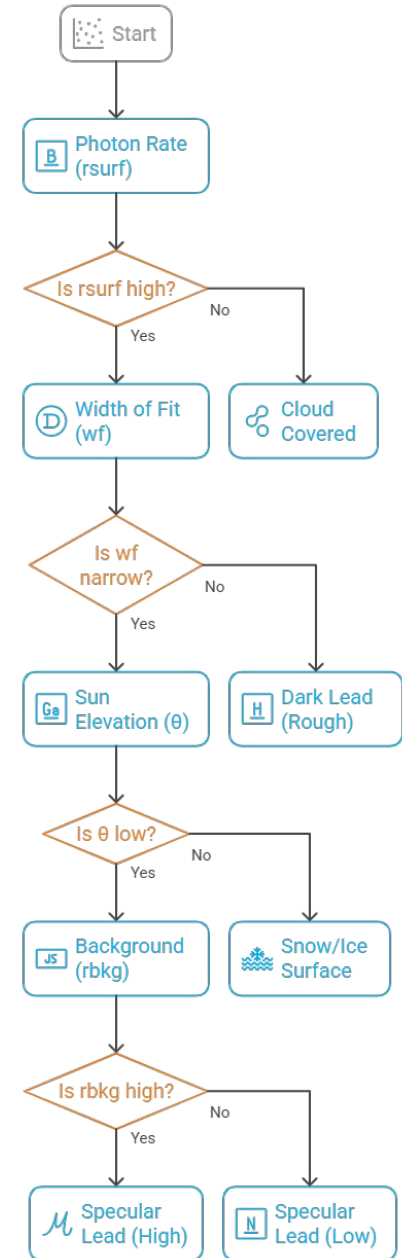 Start
B
Photon Rate
(rsurf)
Is rsurf high?
No
Yes
D
Width of Fit
(wf)
Cloud
Covered
Is wf
narrow?
No
Yes
Ga
Sun
Elevation (θ)
H
Dark Lead
(Rough)
Is θ low?
No
Yes
JS
Background
(rbkg)
Snow/Ice
Surface
Is rbkg high?
No
Yes
M
Specular
Lead (High)
N
Specular
Lead (Low)